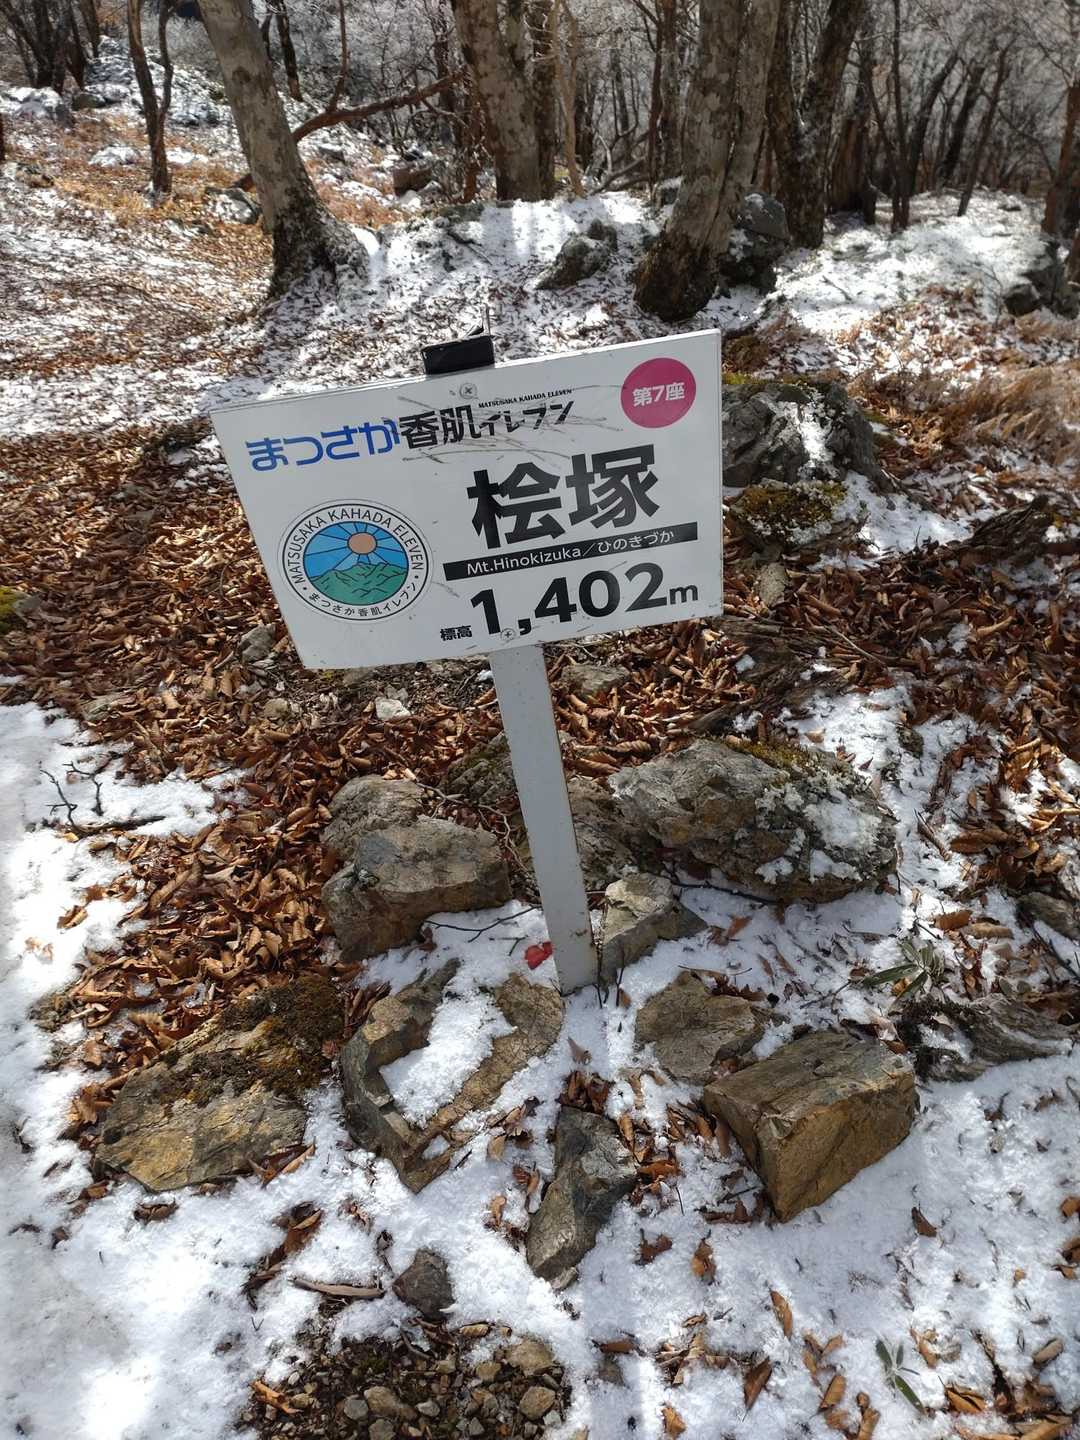 MATSUSAKA KAHADA ELEVEN
まつさか香肌イレブン
第7座
桧塚
Mt.Hinokizuka／ひのきづか
標高 1,402m
MATSUSAKA KAHADA ELEVEN
・まつさか香肌イレブン・